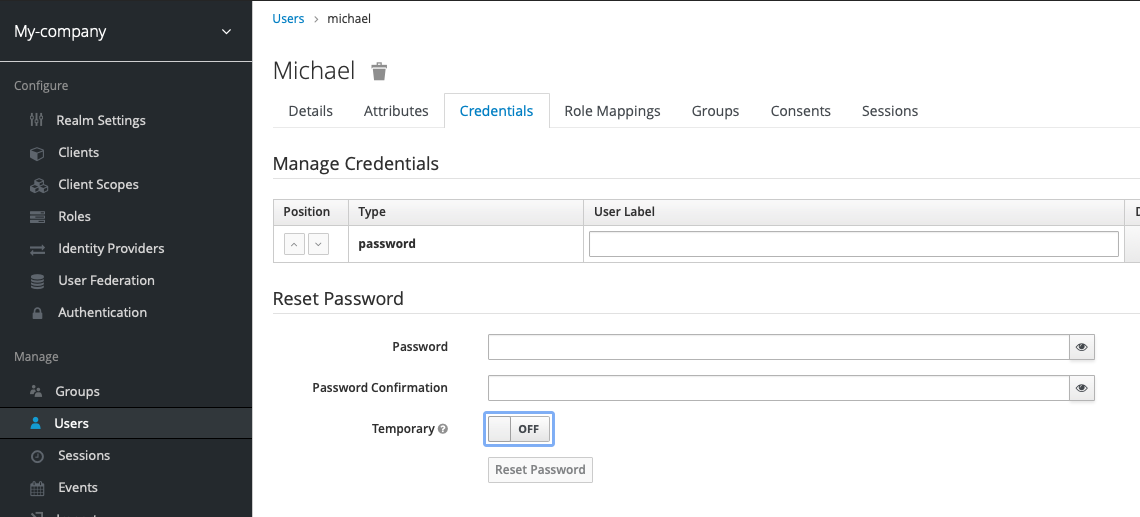 My-company
Configure
Realm Settings
Clients
Client Scopes
Roles
Identity Providers
User Federation
Authentication
Manage
Groups
Users
Sessions
Events
Users > michael
Michael
Details Attributes Credentials Role Mappings Groups Consents Sessions
Manage Credentials
Position Type User Label
password
Reset Password
Password
Password Confirmation
Temporary OFF
Reset Password